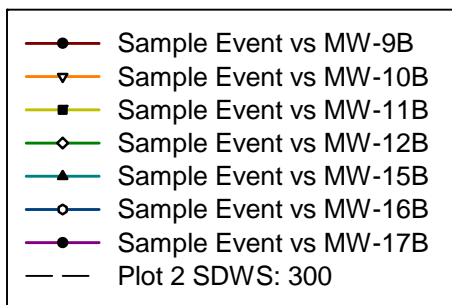 Sample Event vs MW-9B
Sample Event vs MW-10B
Sample Event vs MW-11B
Sample Event vs MW-12B
Sample Event vs MW-15B
Sample Event vs MW-16B
Sample Event vs MW-17B
Plot 2 SDWS: 300